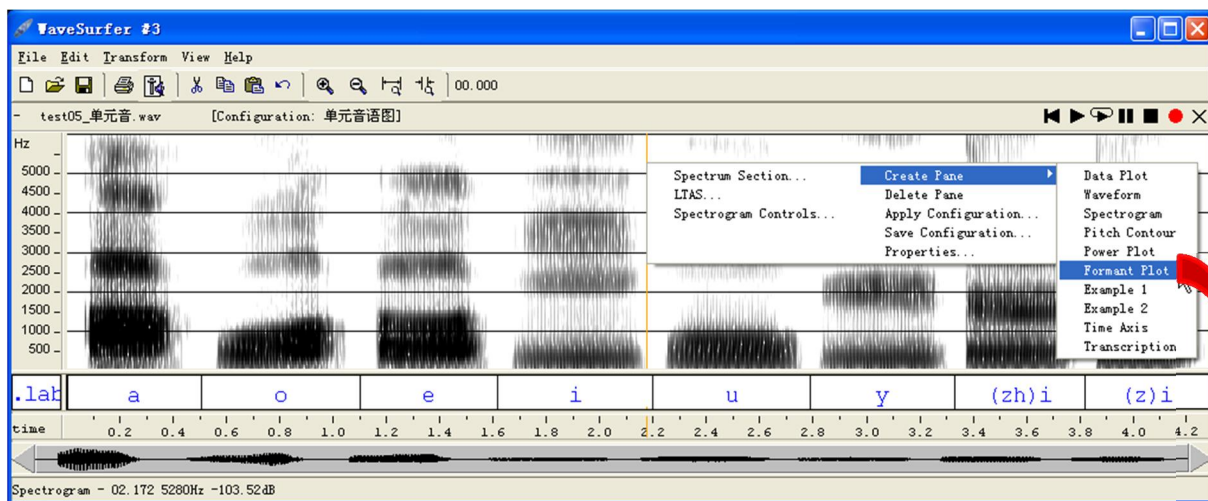 WaveSurfer #3
File Edit Transform View Help
00.000
- test05_单元音.wav [Configuration: 单元音语图]
Hz
5000
4500
4000
3500
3000
2500
2000
1500
1000
500
Spectrum Section... Create Pane Data Plot
LTAS... Delete Pane Waveform
Spectrogram Controls... Apply Configuration... Spectrogram
Save Configuration... Pitch Contour
Properties... Power Plot
Formant Plot
Example 1
Example 2
Time Axis
Transcription
.lab a o e i u y (zh)i (z)i
time 0.2 0.4 0.6 0.8 1.0 1.2 1.4 1.6 1.8 2.0 2.2 2.4 2.6 2.8 3.0 3.2 3.4 3.6 3.8 4.0 4.2
Spectrogram - 02.172 5280Hz -103.52dB